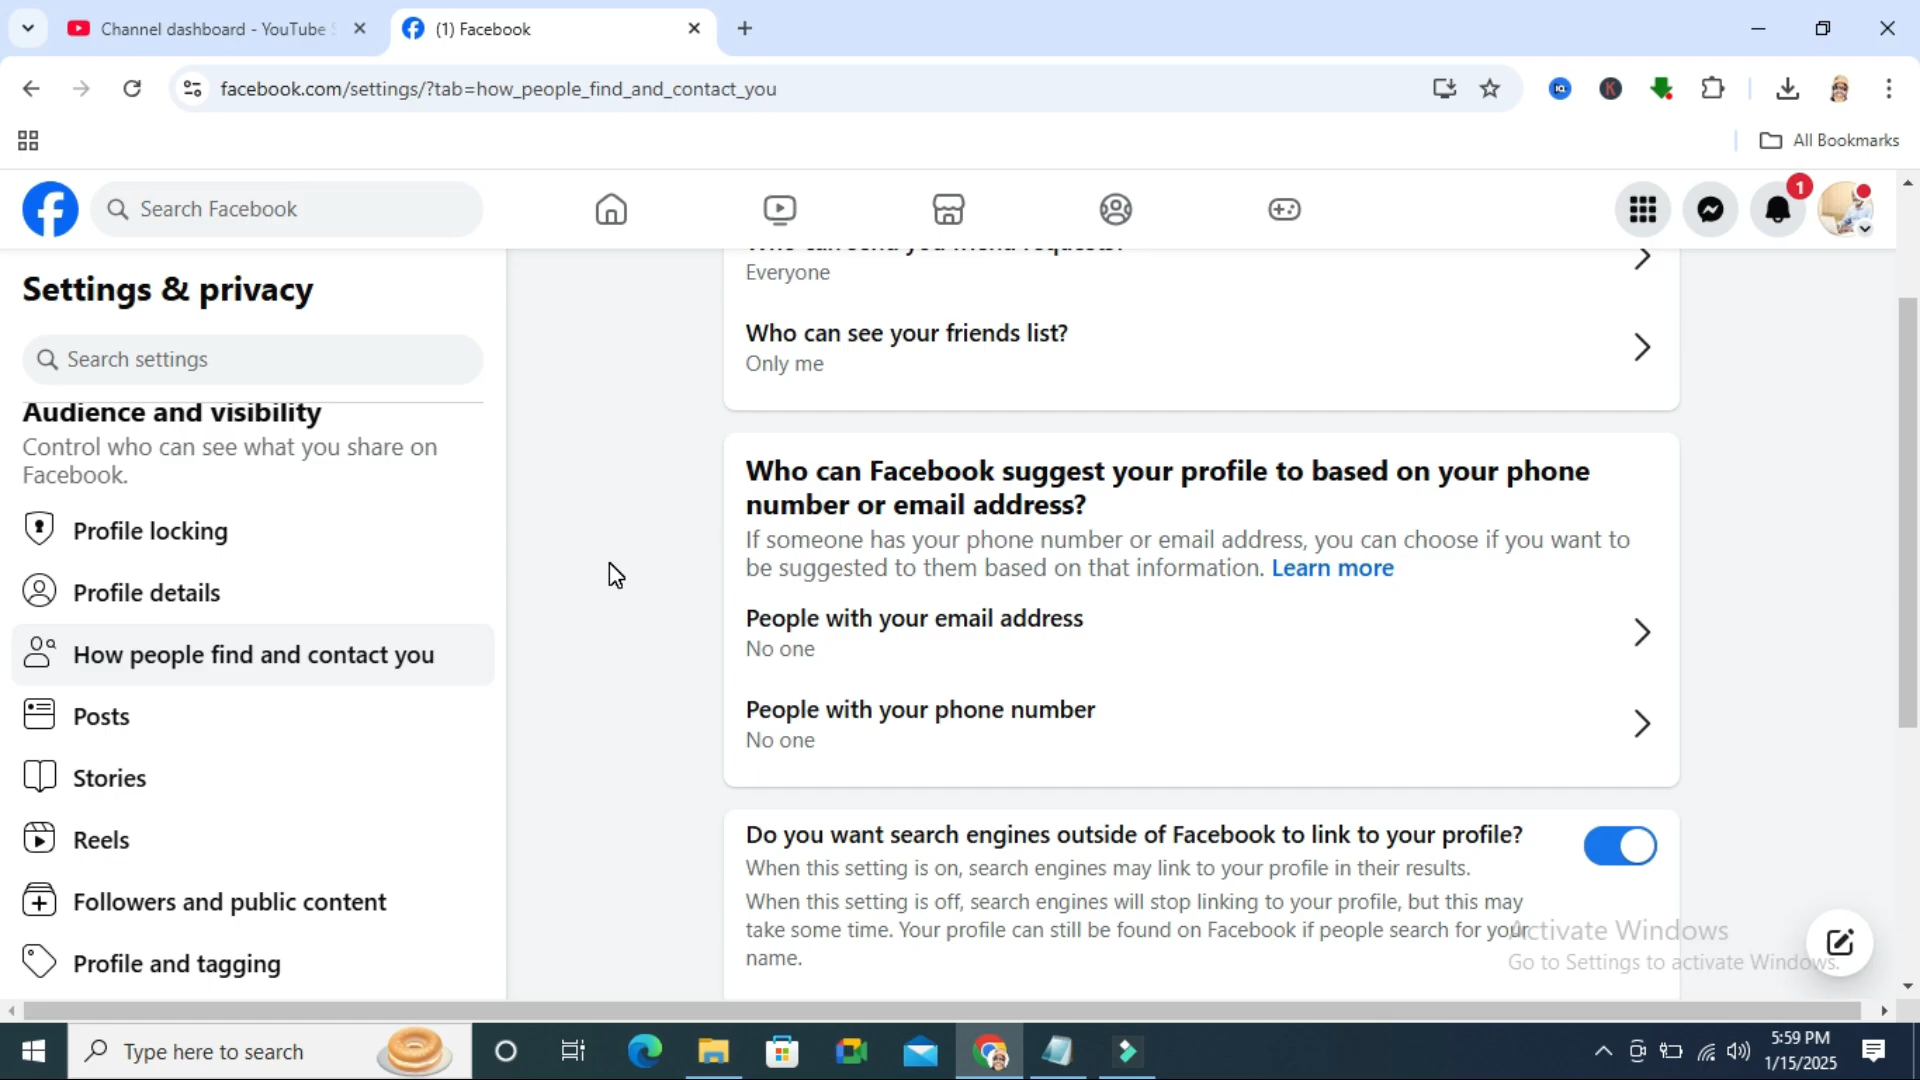 Channel dashboard - YouTube
(1) Facebook
facebook.com/settings/?tab=how_people_find_and_contact_you
IQ
K
All Bookmarks
Search Facebook
1
Settings & privacy
Search settings
Audience and visibility
Control who can see what you share on
Facebook.
Profile locking
Profile details
How people find and contact you
Posts
Stories
Reels
Followers and public content
Profile and tagging
Who can send you friend requests?
Everyone
Who can see your friends list?
Only me
Who can Facebook suggest your profile to based on your phone
number or email address?
If someone has your phone number or email address, you can choose if you want to
be suggested to them based on that information. Learn more
People with your email address
No one
People with your phone number
No one
Do you want search engines outside of Facebook to link to your profile?
When this setting is on, search engines may link to your profile in their results.
When this setting is off, search engines will stop linking to your profile, but this may
take some time. Your profile can still be found on Facebook if people search for your
name.
Activate Windows
Go to Settings to activate Windows.
Type here to search
5:59 PM
1/15/2025